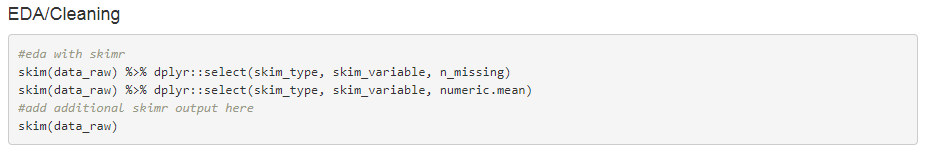 EDA/Cleaning
#eda with skimr
skim(data_raw) %>% dplyr::select(skim_type, skim_variable, n_missing)
skim(data_raw) %>% dplyr::select(skim_type, skim_variable, numeric.mean)
#add additional skimr output here
skim(data_raw)